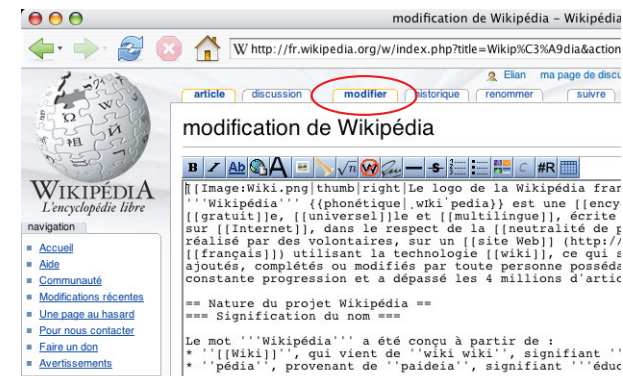 modification de Wikipédia – Wikipédia
W http://fr.wikipedia.org/w/index.php?title=Wikip%C3%A9dia&action
Elian ma page de discu
article discussion modifier historique renommer suivre
modification de Wikipédia
B I Ab A √n W S C #R
WIKIPÉDIA
L'encyclopédie libre
navigation
Accueil
Aide
Communauté
Modifications récentes
Une page au hasard
Pour nous contacter
Faire un don
Avertissements
[[Image:Wiki.png|thumb|right|Le logo de la Wikipédia fran
'''Wikipédia''' {{phonétique|ˌwɪkiˈpedia}} est une [[ency
[[gratuit]]e, [[universel]]le et [[multilingue]], écrite
sur [[Internet]], dans le respect de la [[neutralité de p
réalisé par des volontaires, sur un [[site Web]] (http:/
[[français]]) utilisant la technologie [[wiki]], ce qui s
ajoutés, complétés ou modifiés par toute personne posséda
constante progression et a dépassé les 4 millions d'artic
== Nature du projet Wikipédia ==
=== Signification du nom ===
Le mot '''Wikipédia''' a été conçu à partir de :
* ''[[Wiki]]'', qui vient de ''wiki wiki'', signifiant ''
* ''pédia'', provenant de ''paideia'', signifiant '''éduc